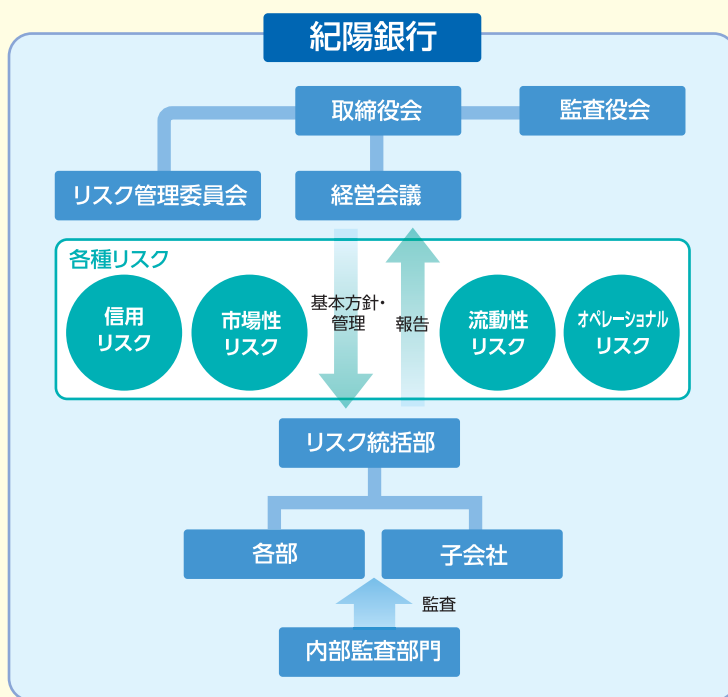 紀陽銀行
取締役会
監査役会
リスク管理委員会
経営会議
各種リスク
信用
リスク
市場性
リスク
基本方針・
管理
報告
流動性
リスク
オペレーショナル
リスク
リスク統括部
各部
子会社
監査
内部監査部門